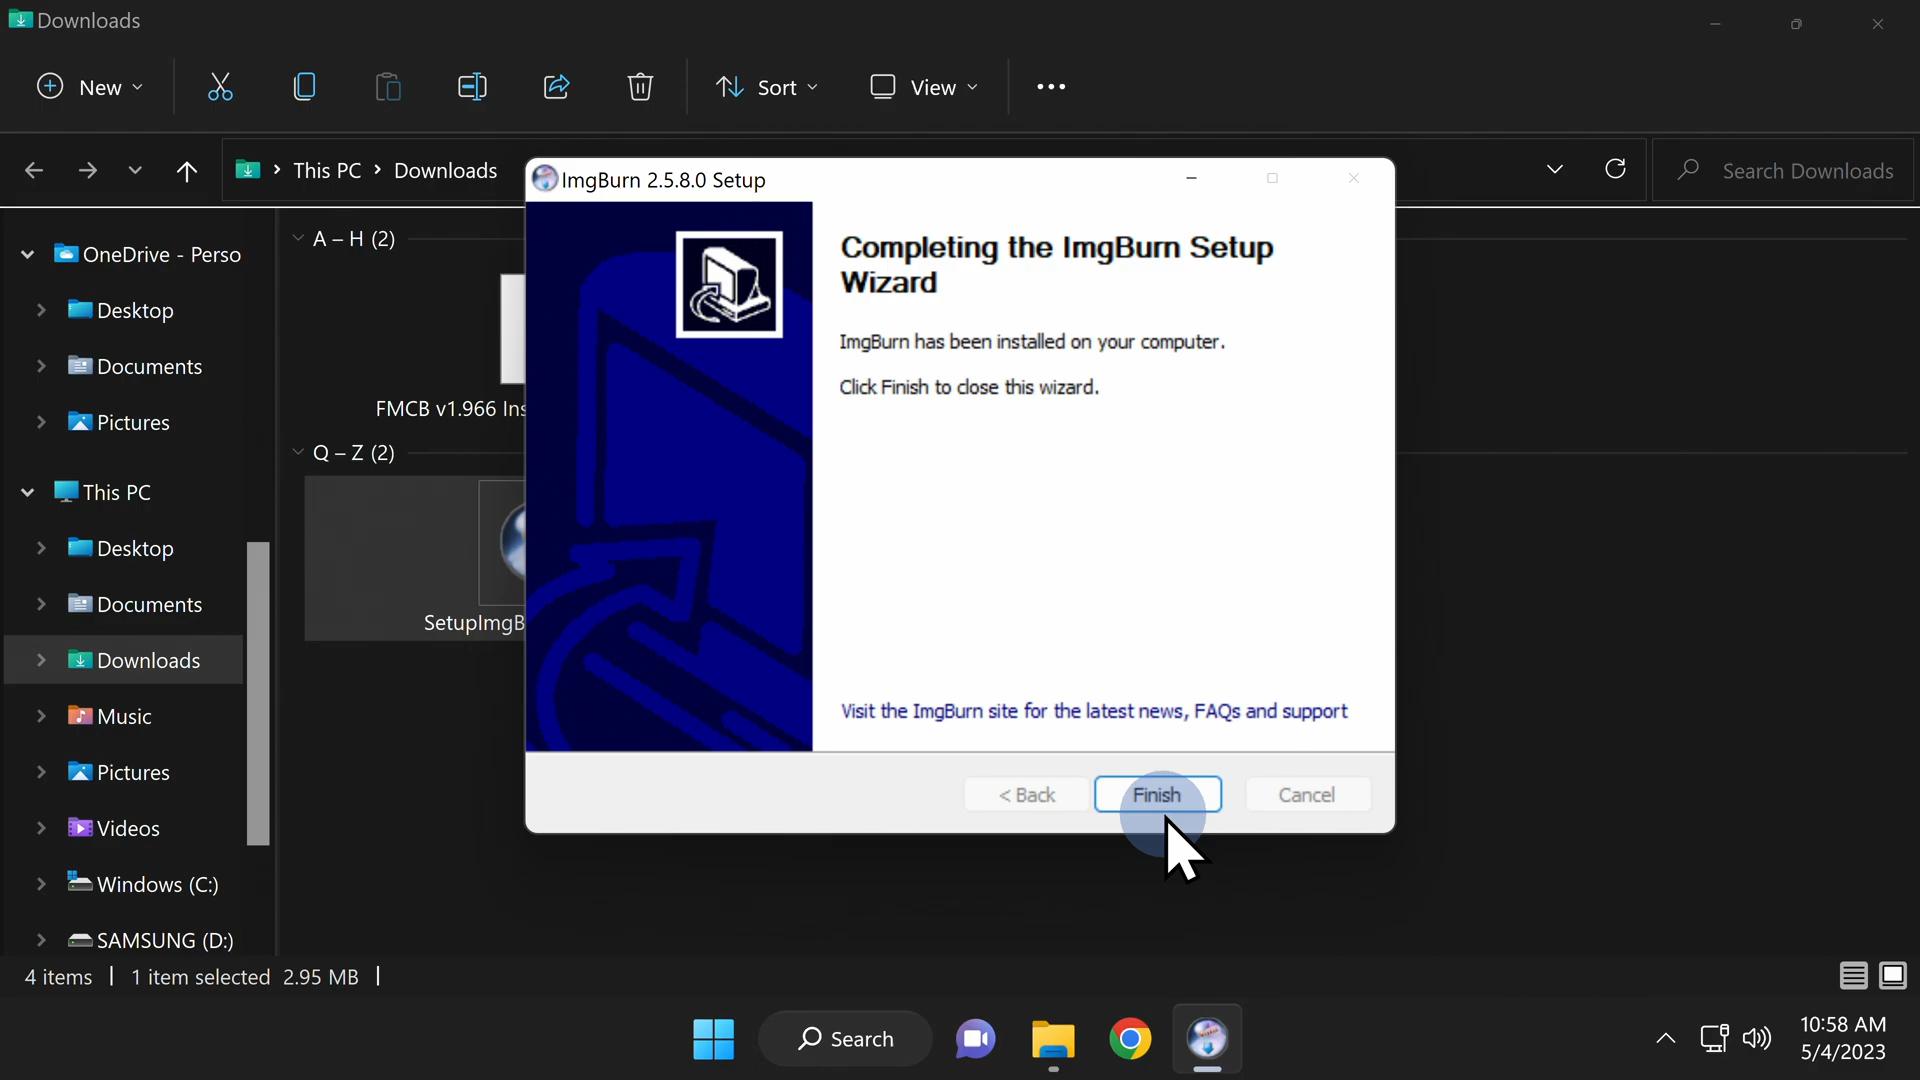 Downloads
New
Sort
View
This PC > Downloads
Search Downloads
OneDrive - Perso
Desktop
Documents
Pictures
This PC
Desktop
Documents
Downloads
Music
Pictures
Videos
Windows (C:)
SAMSUNG (D:)
A – H (2)
FMCB v1.966 Ins
Q – Z (2)
SetupImgB
ImgBurn 2.5.8.0 Setup
Completing the ImgBurn Setup
Wizard
ImgBurn has been installed on your computer.
Click Finish to close this wizard.
Visit the ImgBurn site for the latest news, FAQs and support
< Back
Finish
Cancel
4 items
1 item selected 2.95 MB
Search
10:58 AM
5/4/2023